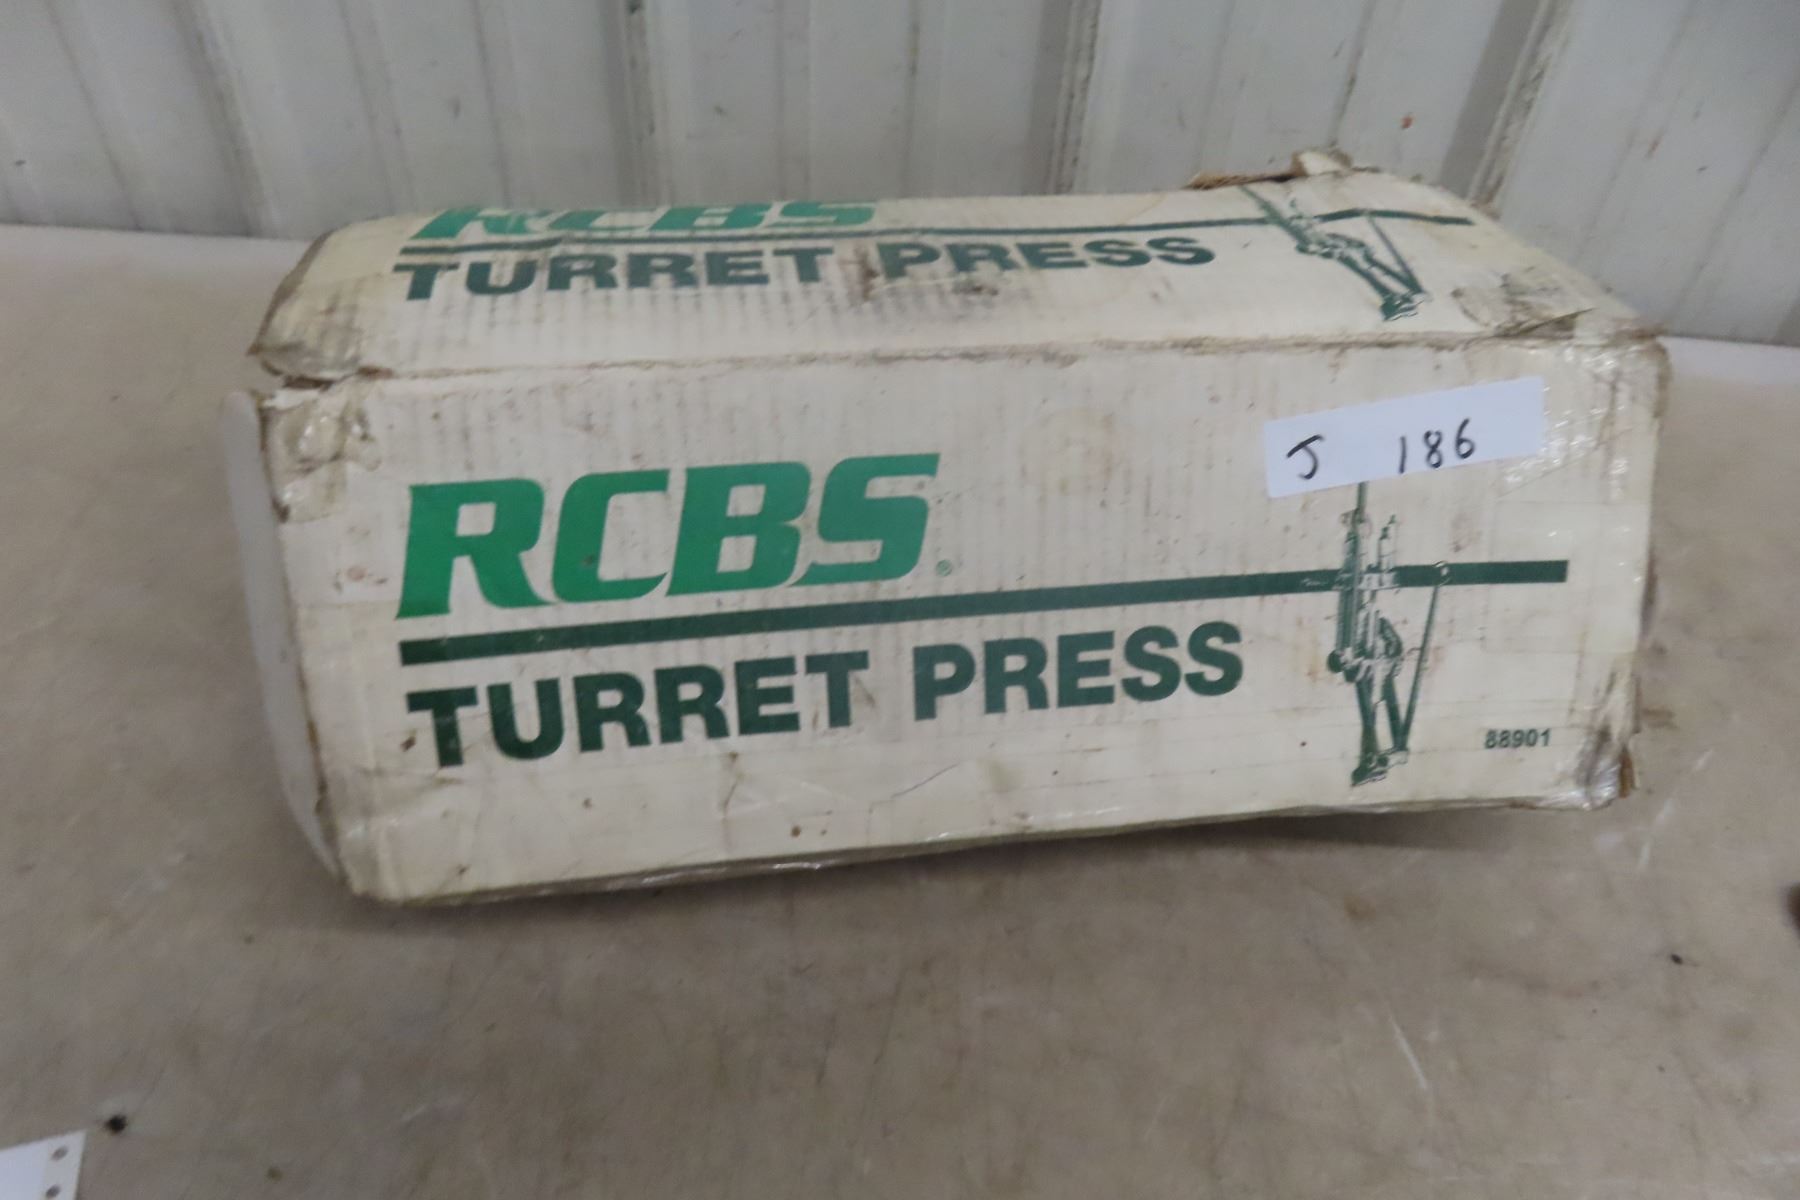 RCBS
TURRET PRESS
J 186
RCBS®
TURRET PRESS
88901